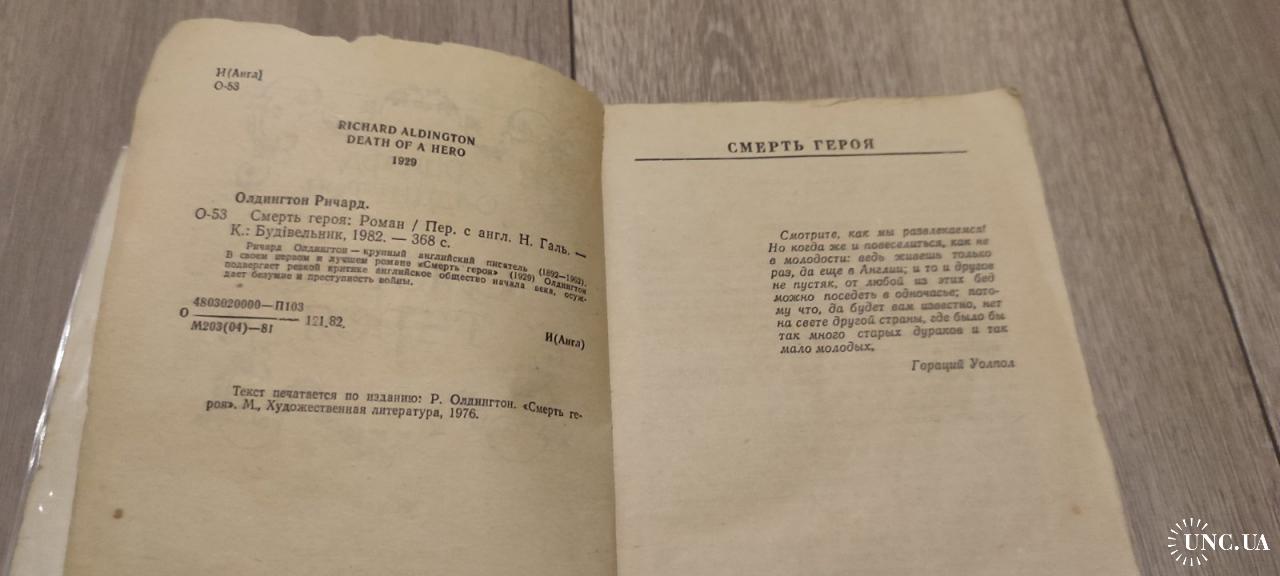 И(Англ)
О-53
RICHARD ALDINGTON
DEATH OF A HERO
1929
Олдингтон Ричард.
О-53 Смерть героя: Роман / Пер. с англ. Н. Галь. —
К.: Будівельник, 1982. — 368 с.
Ричард Олдингтон — крупный английский писатель (1892—1962).
В своем первом и лучшем романе «Смерть героя» (1929) Олдингтон
подвергает резкой критике английское общество начала века, осуж-
дает безумие и преступность войны.
О 4803020000—П103
М203(04)—81 121.82.
И(Англ)
Текст печатается по изданию: Р. Олдингтон. «Смерть ге-
роя». М., Художественная литература, 1976.
СМЕРТЬ ГЕРОЯ
Смотрите, как мы развлекаемся!
Но когда же и повеселиться, как не
в молодости: ведь живешь только
раз, да еще в Англии; и то и другое
не пустяк, от любой из этих бед
можно поседеть в одночасье; пото-
му что, да будет вам известно, нет
на свете другой страны, где было бы
так много старых дураков и так
мало молодых.
Гораций Уолпол
UNC.UA